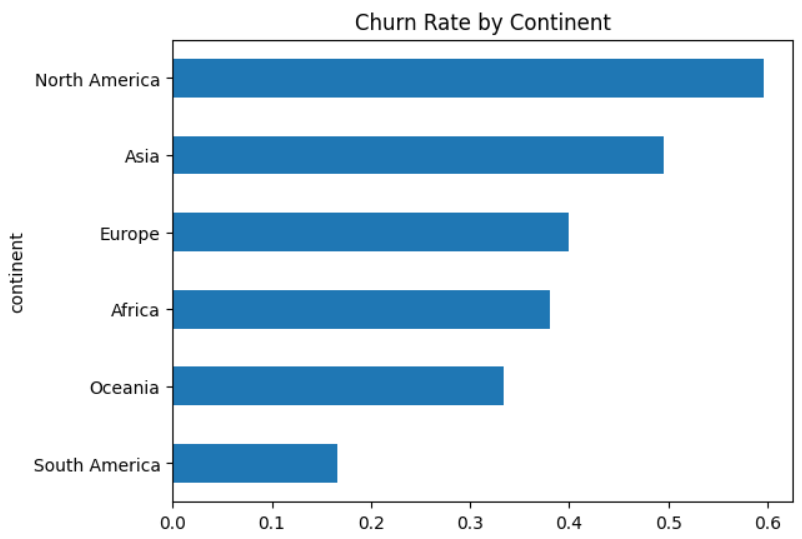 Churn Rate by Continent
North America
Asia
Europe
Africa
Oceania
South America
continent
0.0 0.1 0.2 0.3 0.4 0.5 0.6